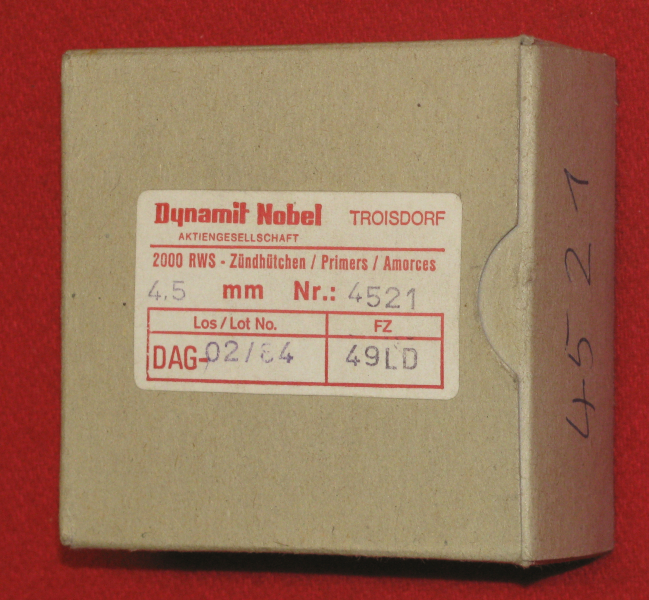 Dynamit Nobel TROISDORF
AKTIENGESELLSCHAFT
2000 RWS - Zündhütchen / Primers / Amorces
4,5 mm Nr.: 4521
Los / Lot No. FZ
DAG-02/84 49LD
4521